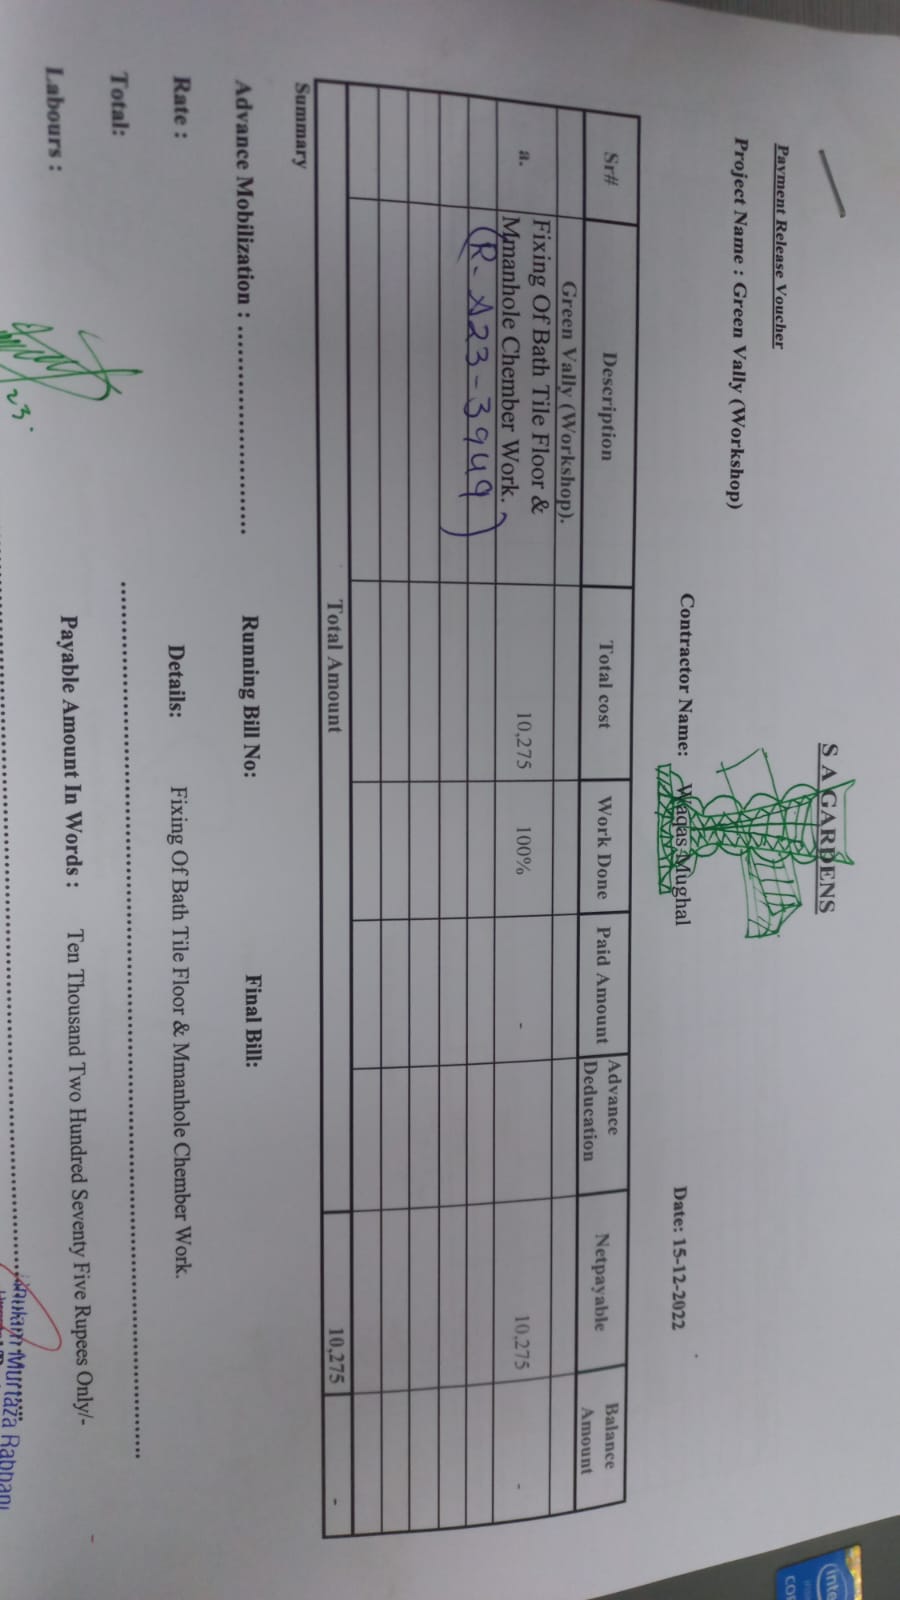 S A GARDENS
Payment Release Voucher
Project Name : Green Vally (Workshop)
Contractor Name: Waqas Mughal Date: 15-12-2022
Sr# Description Total cost Work Done Paid Amount Advance Deducation Netpayable Balance Amount
Green Vally (Workshop).
a. Fixing Of Bath Tile Floor & Mmanhole Chember Work. 10,275 100% - 10,275 -
(R-A23-3949)
Total Amount 10,275 -
Summary
Advance Mobilization : ........................ Running Bill No: Final Bill:
Rate : Details: Fixing Of Bath Tile Floor & Mmanhole Chember Work.
Total:
Labours : Payable Amount In Words : Ten Thousand Two Hundred Seventy Five Rupees Only/-
23.
Murtaza Rabbani
intel